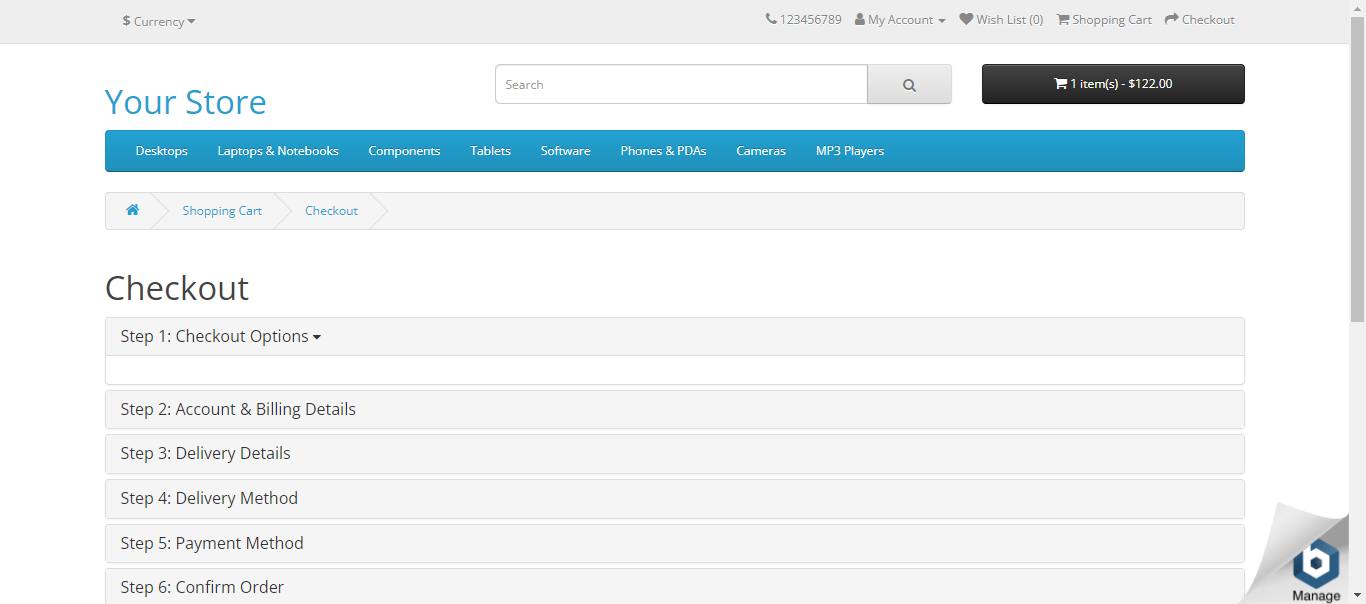 $ Currency
123456789 My Account Wish List (0) Shopping Cart Checkout
Your Store
Search
1 item(s) - $122.00
Desktops Laptops & Notebooks Components Tablets Software Phones & PDAs Cameras MP3 Players
Shopping Cart Checkout
Checkout
Step 1: Checkout Options
Step 2: Account & Billing Details
Step 3: Delivery Details
Step 4: Delivery Method
Step 5: Payment Method
Step 6: Confirm Order
Manage